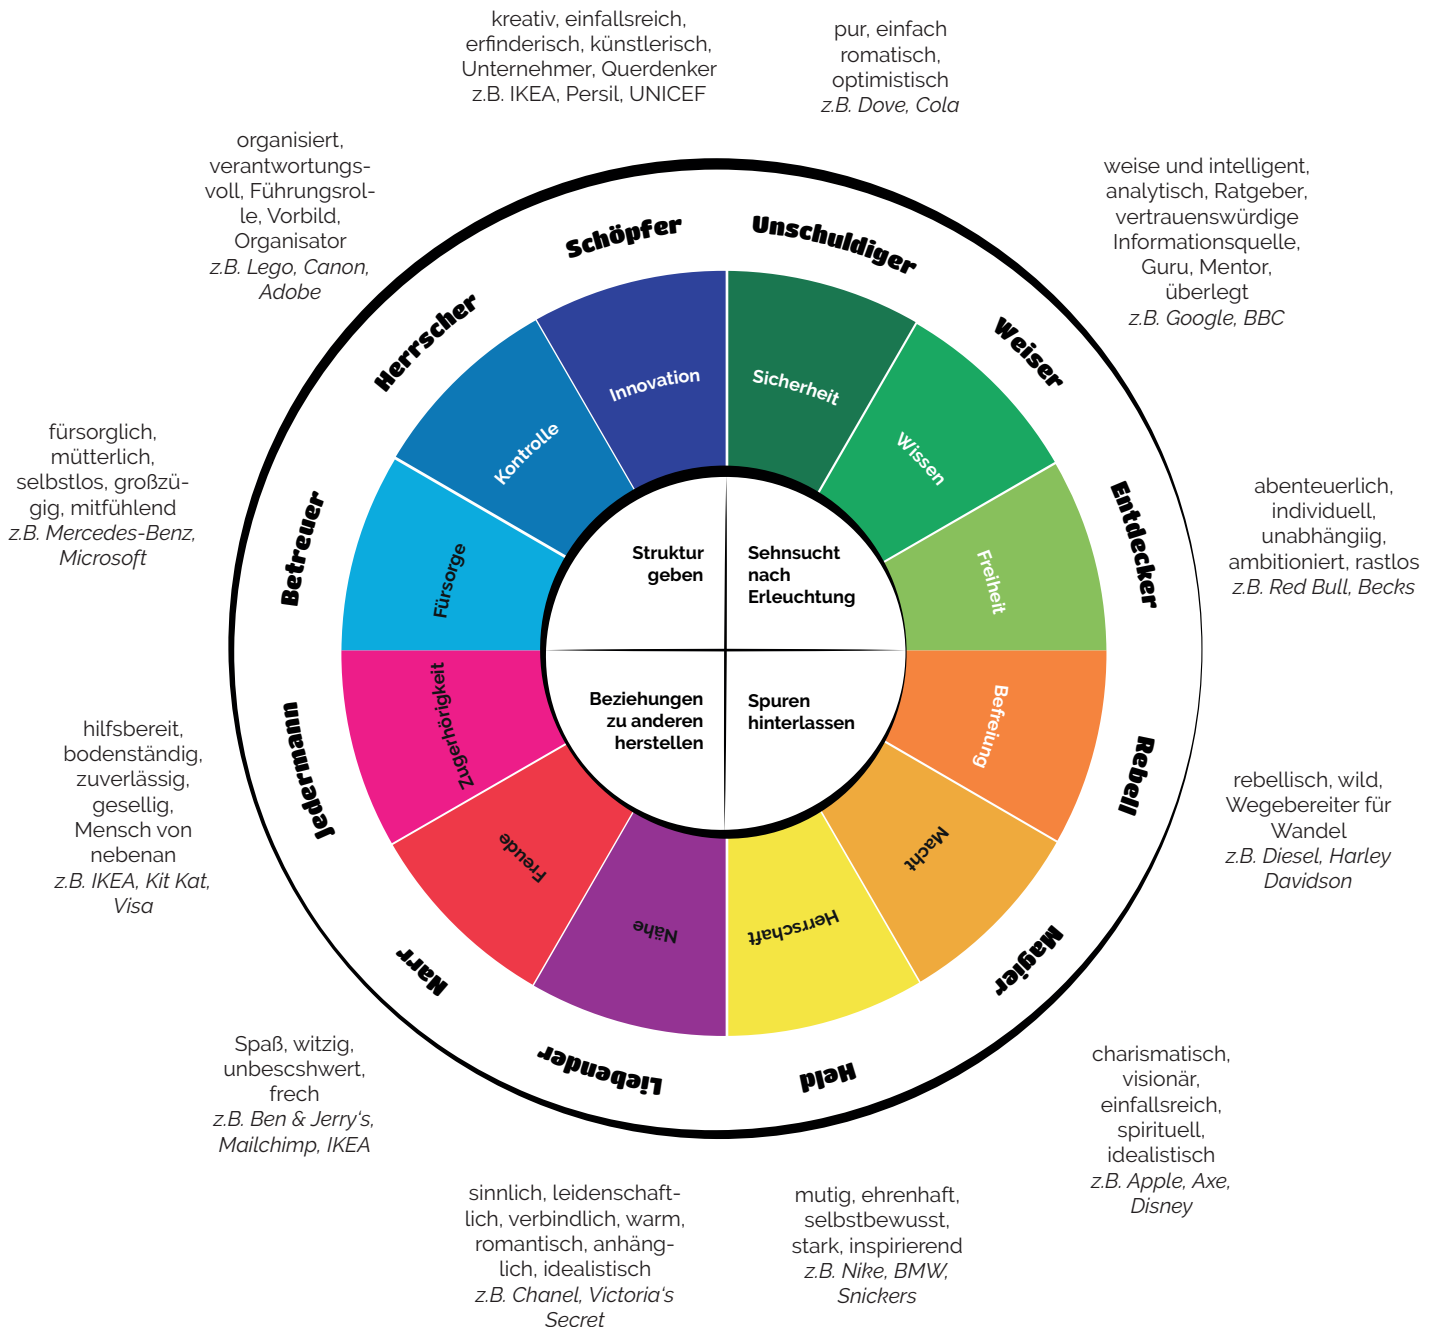 kreativ, einfallsreich,
erfinderisch, künstlerisch,
Unternehmer, Querdenker
z.B. IKEA, Persil, UNICEF
pur, einfach
romatisch,
optimistisch
z.B. Dove, Cola
organisiert,
verantwortungs-
voll, Führungsrol-
le, Vorbild,
Organisator
z.B. Lego, Canon,
Adobe
weise und intelligent,
analytisch, Ratgeber,
vertrauenswürdige
Informationsquelle,
Guru, Mentor,
überlegt
z.B. Google, BBC
fürsorglich,
mütterlich,
selbstlos, großzü-
gig, mitfühlend
z.B. Mercedes-Benz,
Microsoft
abenteuerlich,
individuell,
unabhängiig,
ambitioniert, rastlos
z.B. Red Bull, Becks
hilfsbereit,
bodenständig,
zuverlässig,
gesellig,
Mensch von
nebenan
z.B. IKEA, Kit Kat,
Visa
rebellisch, wild,
Wegebereiter für
Wandel
z.B. Diesel, Harley
Davidson
Spaß, witzig,
unbescshwert,
frech
z.B. Ben & Jerry‘s,
Mailchimp, IKEA
charismatisch,
visionär,
einfallsreich,
spirituell,
idealistisch
z.B. Apple, Axe,
Disney
sinnlich, leidenschaft-
lich, verbindlich, warm,
romantisch, anhäng-
lich, idealistisch
z.B. Chanel, Victoria‘s
Secret
mutig, ehrenhaft,
selbstbewusst,
stark, inspirierend
z.B. Nike, BMW,
Snickers
Schöpfer
Unschuldiger
Weiser
Entdecker
Rebell
Magier
Held
Liebender
Narr
Jedermann
Betreuer
Herrscher
Innovation
Sicherheit
Wissen
Freiheit
Befreiung
Macht
Herrschaft
Nähe
Freude
Zugerhörigkeit
Fürsorge
Kontrolle
Struktur
geben
Sehnsucht
nach
Erleuchtung
Beziehungen
zu anderen
herstellen
Spuren
hinterlassen